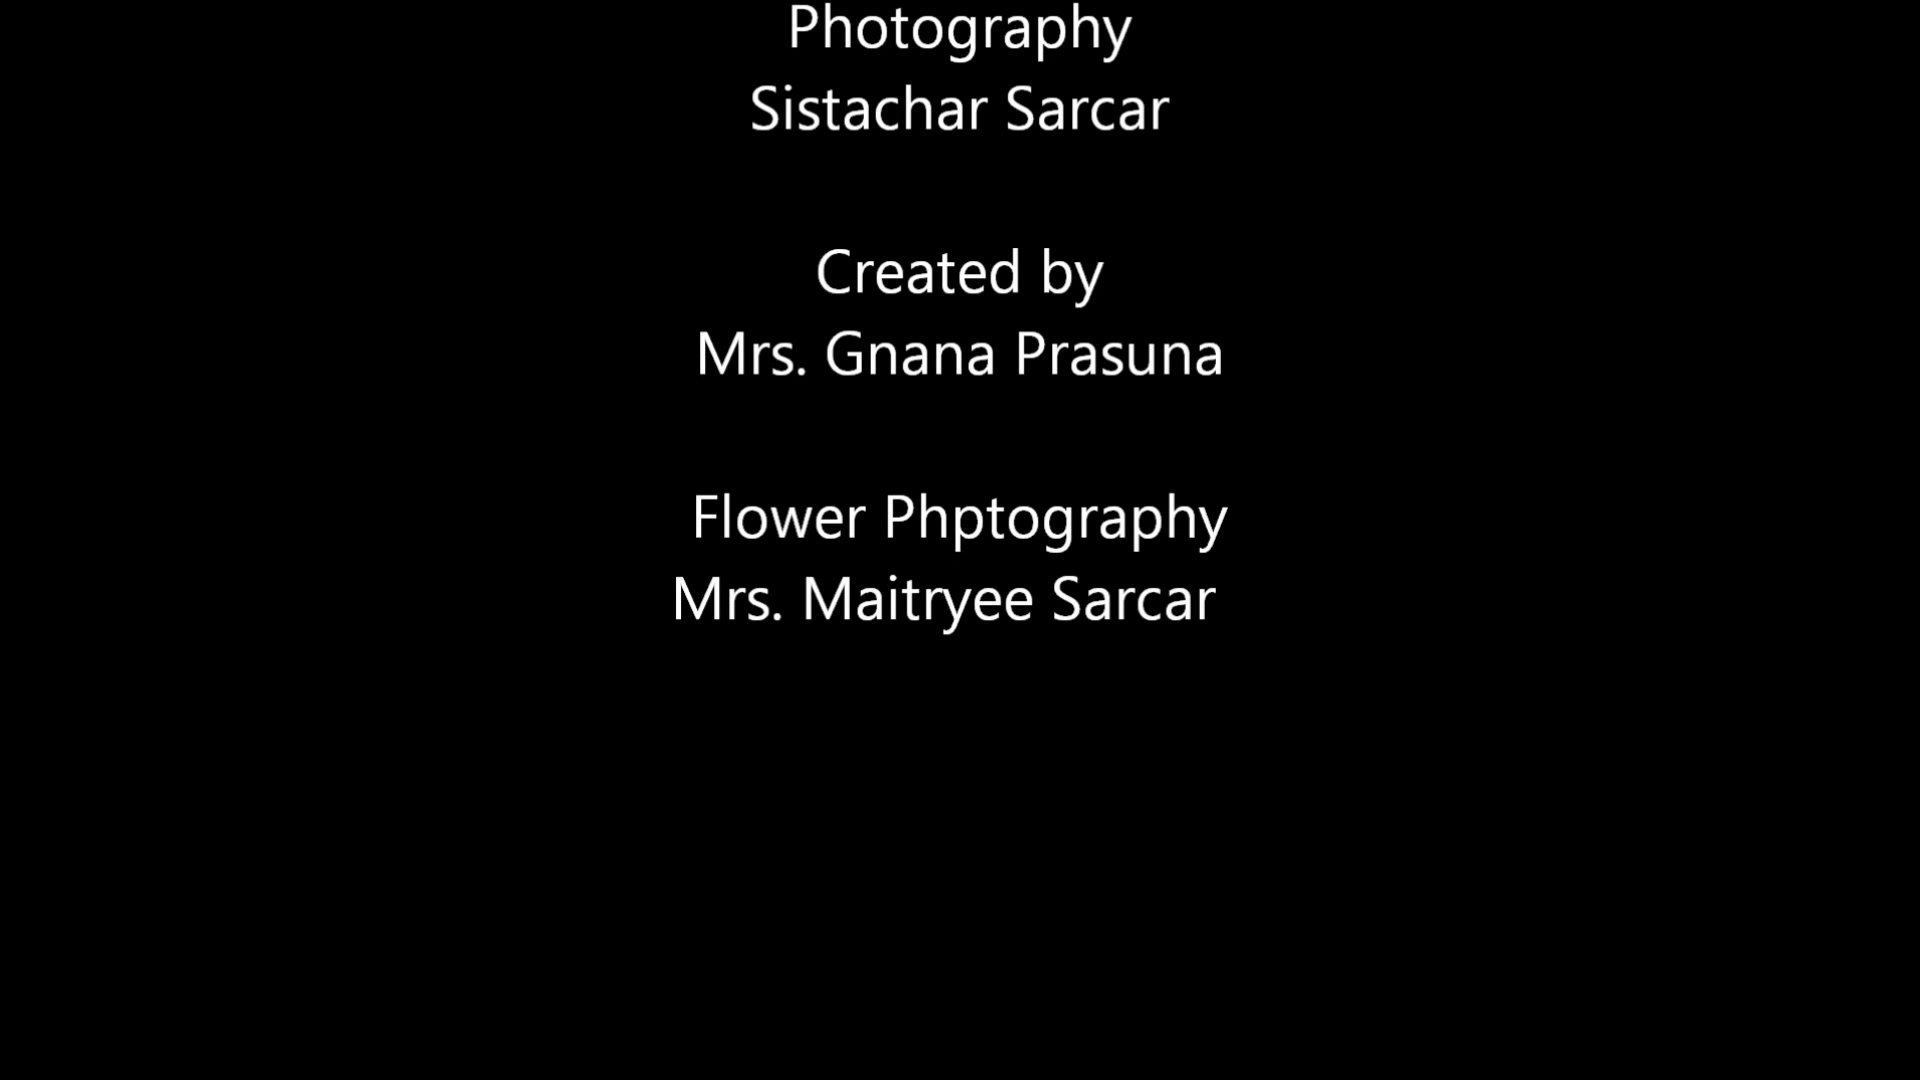 Photography
Sistachar Sarcar
Created by
Mrs. Gnana Prasuna
Flower Phptography
Mrs. Maitryee Sarcar